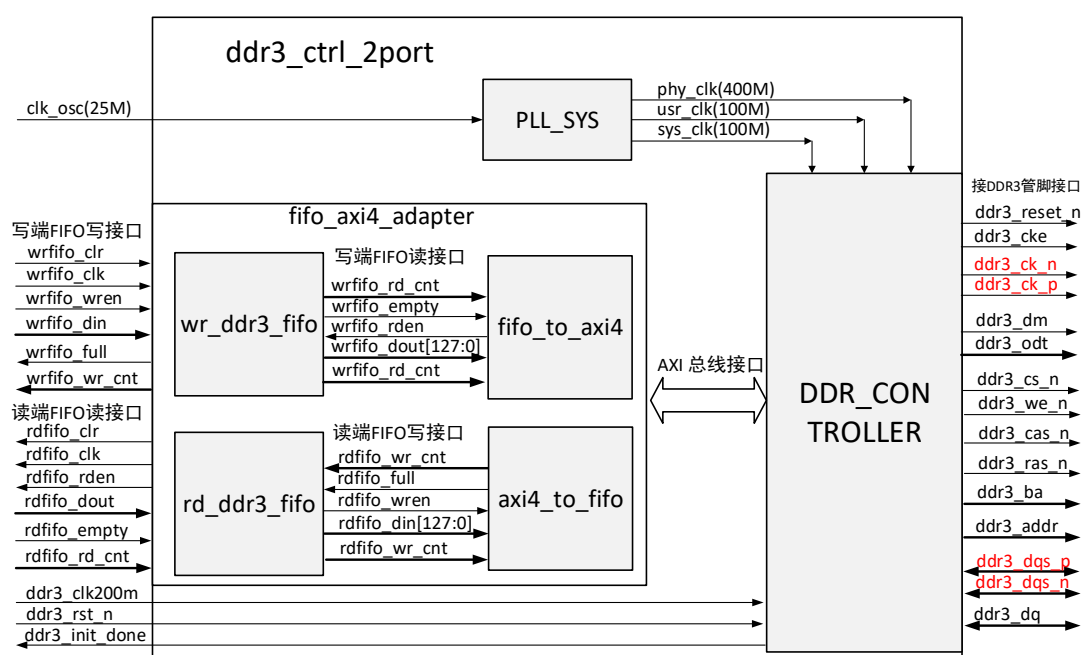 ddr3_ctrl_2port
clk_osc(25M)
PLL_SYS
phy_clk(400M)
usr_clk(100M)
sys_clk(100M)
fifo_axi4_adapter
写端FIFO写接口
wrfifo_clr
wrfifo_clk
wrfifo_wren
wrfifo_din
wrfifo_full
wrfifo_wr_cnt
读端FIFO读接口
rdfifo_clr
rdfifo_clk
rdfifo_rden
rdfifo_dout
rdfifo_empty
rdfifo_rd_cnt
ddr3_clk200m
ddr3_rst_n
ddr3_init_done
wr_ddr3_fifo
写端FIFO读接口
wrfifo_rd_cnt
wrfifo_empty
wrfifo_rden
wrfifo_dout[127:0]
wrfifo_rd_cnt
fifo_to_axi4
rd_ddr3_fifo
读端FIFO写接口
rdfifo_wr_cnt
rdfifo_full
rdfifo_wren
rdfifo_din[127:0]
rdfifo_wr_cnt
axi4_to_fifo
AXI 总线接口
DDR_CON
TROLLER
接DDR3管脚接口
ddr3_reset_n
ddr3_cke
ddr3_ck_n
ddr3_ck_p
ddr3_dm
ddr3_odt
ddr3_cs_n
ddr3_we_n
ddr3_cas_n
ddr3_ras_n
ddr3_ba
ddr3_addr
ddr3_dqs_p
ddr3_dqs_n
ddr3_dq